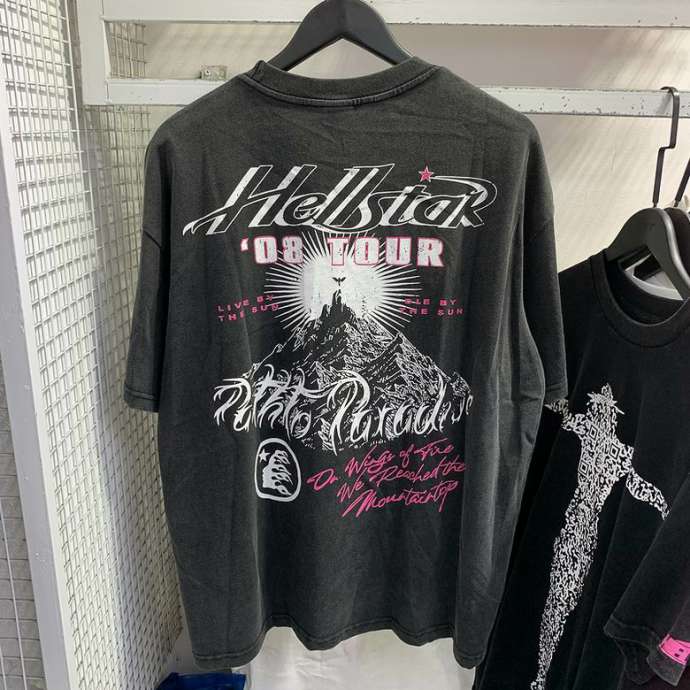 Hellstar
'08 TOUR
LIVE BY
THE SUN
DIE BY
THE SUN
Path to Paradise
On Wings of Fire
We Reached the
Mountaintop